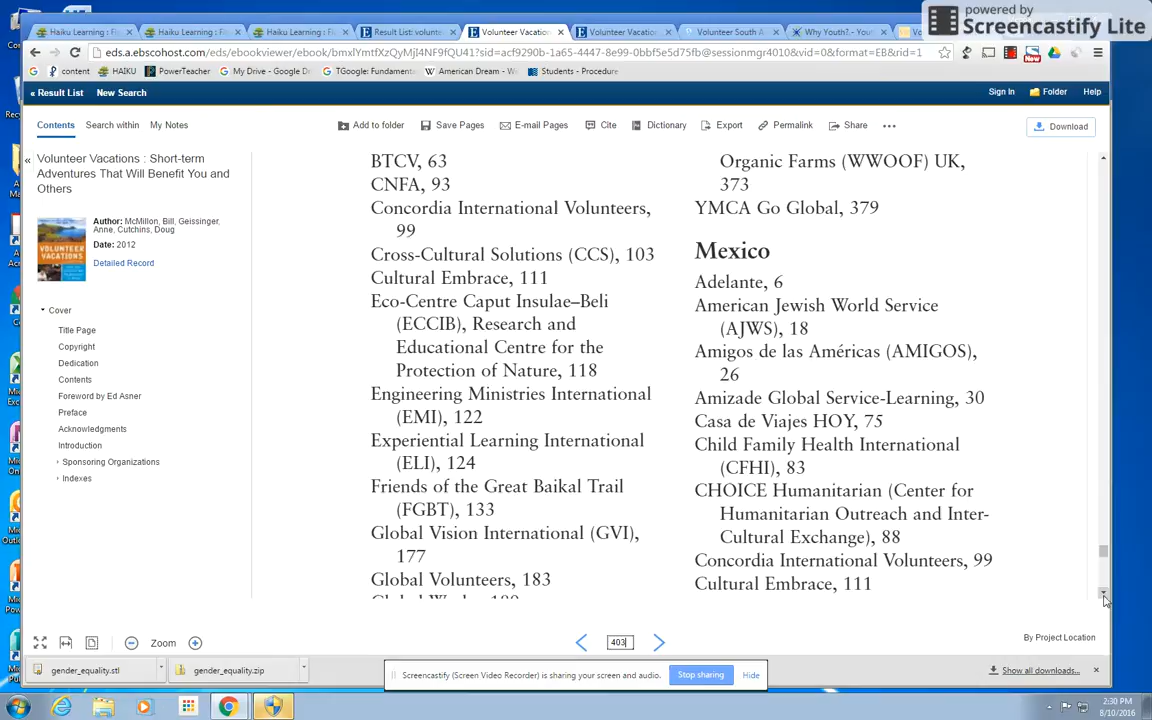 powered by
Screencastify Lite
Haiku Learning : F
Haiku Learning : F
Haiku Learning : F
Result List: volunte
Volunteer Vacation
Volunteer Vacation
Volunteer South A
Why Youth? - You
eds.a.ebscohost.com/eds/ebookviewer/ebook/bmxlYmtfXzQyMjI4NF9fQU41?sid=acf9290b-1a65-4447-8e99-0bbf5e5d75fb@sessionmgr4010&vid=0&format=EB&rid=1
content
HAIKU
PowerTeacher
My Drive - Google D
TGoogle: Fundament
American Dream - W
Students - Procedure
New
« Result List
New Search
Sign In
Folder
Help
Contents
Search within
My Notes
Add to folder
Save Pages
E-mail Pages
Cite
Dictionary
Export
Permalink
Share
Download
«
Volunteer Vacations : Short-term
Adventures That Will Benefit You and
Others
VOLUNTEER
VACATIONS
Author: McMillon, Bill, Geissinger,
Anne, Cutchins, Doug
Date: 2012
Detailed Record
Cover
Title Page
Copyright
Dedication
Contents
Foreword by Ed Asner
Preface
Acknowledgments
Introduction
Sponsoring Organizations
Indexes
BTCV, 63
CNFA, 93
Concordia International Volunteers,
99
Cross-Cultural Solutions (CCS), 103
Cultural Embrace, 111
Eco-Centre Caput Insulae–Beli
(ECCIB), Research and
Educational Centre for the
Protection of Nature, 118
Engineering Ministries International
(EMI), 122
Experiential Learning International
(ELI), 124
Friends of the Great Baikal Trail
(FGBT), 133
Global Vision International (GVI),
177
Global Volunteers, 183
Organic Farms (WWOOF) UK,
373
YMCA Go Global, 379
Mexico
Adelante, 6
American Jewish World Service
(AJWS), 18
Amigos de las Américas (AMIGOS),
26
Amizade Global Service-Learning, 30
Casa de Viajes HOY, 75
Child Family Health International
(CFHI), 83
CHOICE Humanitarian (Center for
Humanitarian Outreach and Inter-
Cultural Exchange), 88
Concordia International Volunteers, 99
Cultural Embrace, 111
Zoom
403
By Project Location
gender_equality.stl
gender_equality.zip
Screencastify (Screen Video Recorder) is sharing your screen and audio.
Stop sharing
Hide
Show all downloads...
2:30 PM
8/10/2016